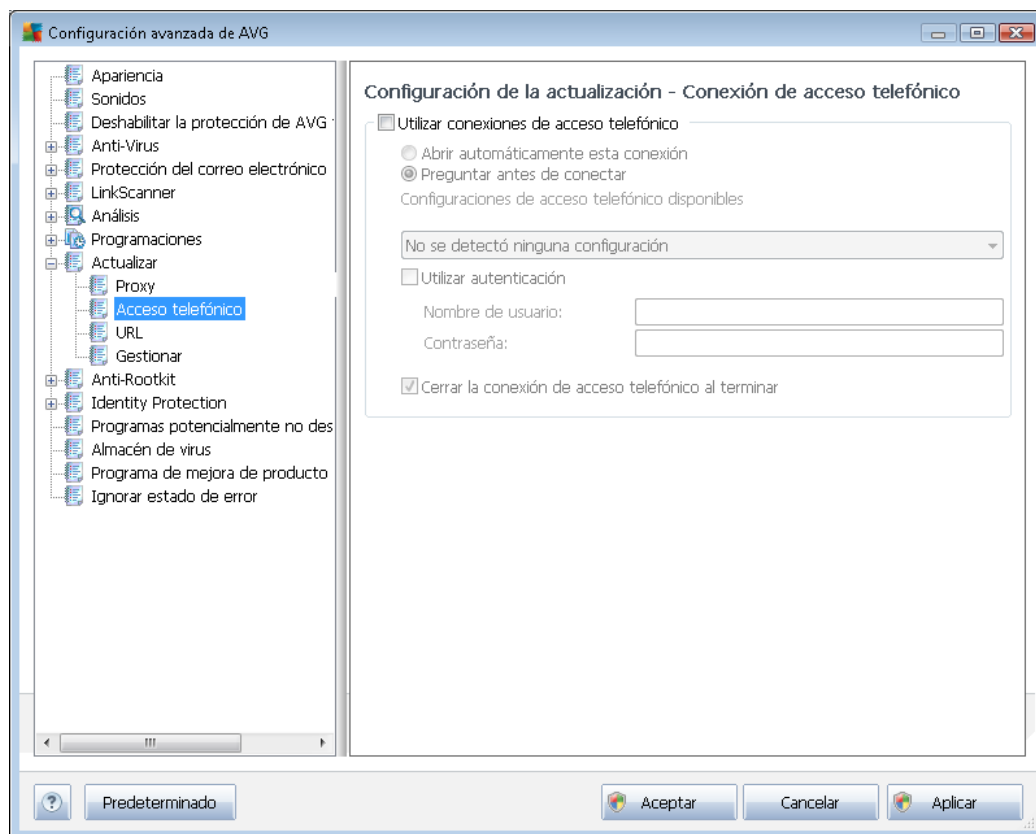 Configuración avanzada de AVG
Apariencia
Sonidos
Deshabilitar la protección de AVG
Anti-Virus
Protección del correo electrónico
LinkScanner
Análisis
Programaciones
Actualizar
Proxy
Acceso telefónico
URL
Gestionar
Anti-Rootkit
Identity Protection
Programas potencialmente no des
Almacén de virus
Programa de mejora de producto
Ignorar estado de error
Configuración de la actualización - Conexión de acceso telefónico
Utilizar conexiones de acceso telefónico
Abrir automáticamente esta conexión
Preguntar antes de conectar
Configuraciones de acceso telefónico disponibles
No se detectó ninguna configuración
Utilizar autenticación
Nombre de usuario:
Contraseña:
Cerrar la conexión de acceso telefónico al terminar
?
Predeterminado
Aceptar
Cancelar
Aplicar